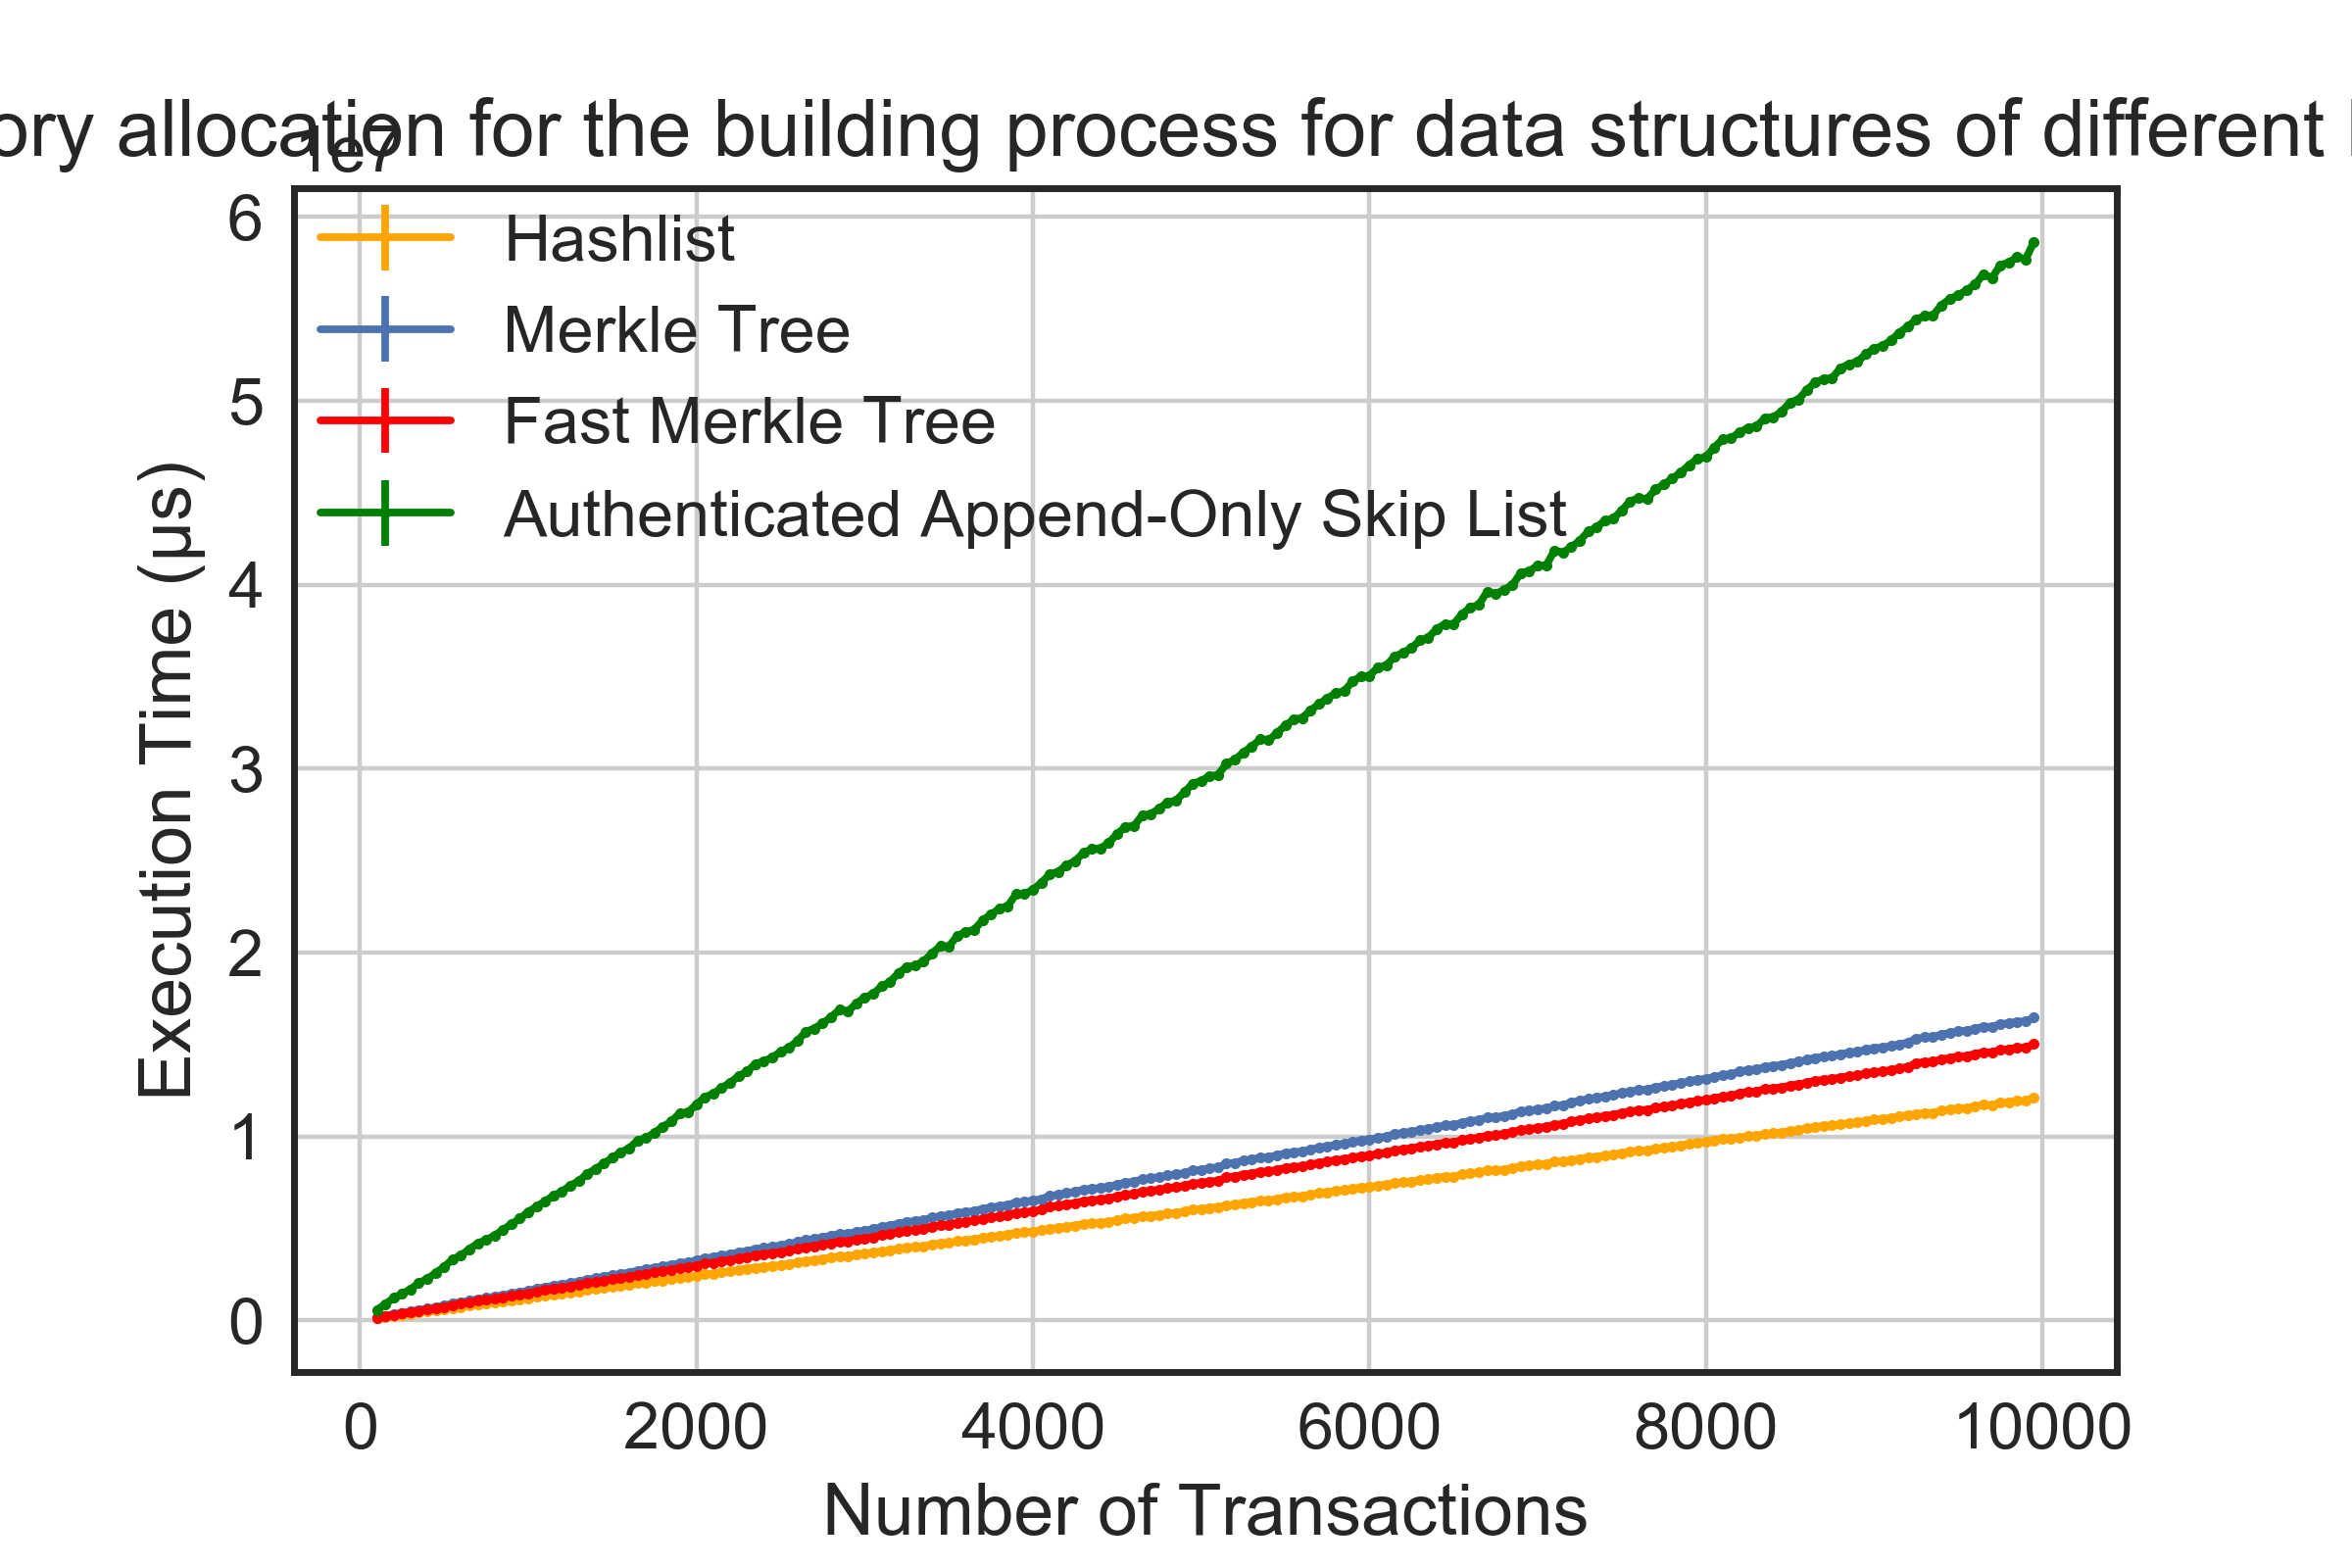 ory allocation for the building process for data structures of different
1e7
Hashlist
Merkle Tree
Fast Merkle Tree
Authenticated Append-Only Skip List
6
5
4
3
2
1
0
Execution Time (µs)
0 2000 4000 6000 8000 10000
Number of Transactions